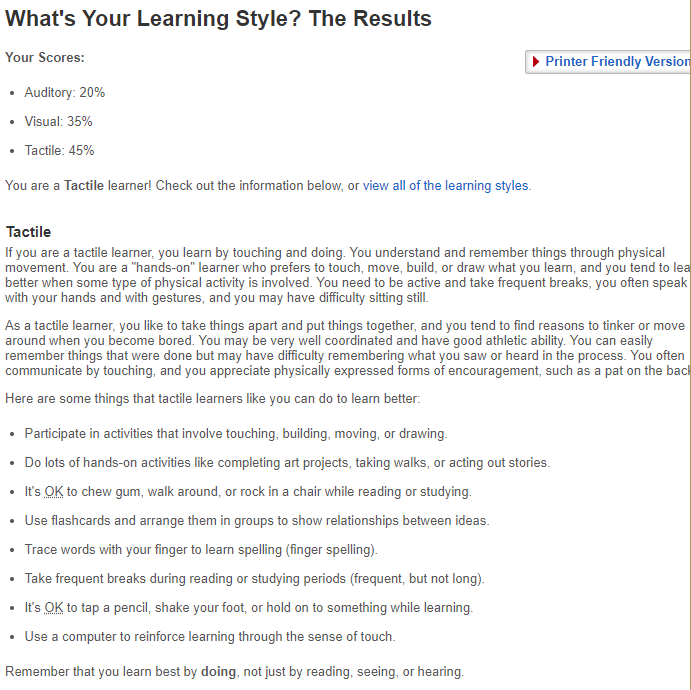 What's Your Learning Style? The Results
Your Scores:
Printer Friendly Version
Auditory: 20%
Visual: 35%
Tactile: 45%
You are a Tactile learner! Check out the information below, or view all of the learning styles.
Tactile
If you are a tactile learner, you learn by touching and doing. You understand and remember things through physical
movement. You are a "hands-on" learner who prefers to touch, move, build, or draw what you learn, and you tend to lea
better when some type of physical activity is involved. You need to be active and take frequent breaks, you often speak
with your hands and with gestures, and you may have difficulty sitting still.
As a tactile learner, you like to take things apart and put things together, and you tend to find reasons to tinker or move
around when you become bored. You may be very well coordinated and have good athletic ability. You can easily
remember things that were done but may have difficulty remembering what you saw or heard in the process. You often
communicate by touching, and you appreciate physically expressed forms of encouragement, such as a pat on the back
Here are some things that tactile learners like you can do to learn better:
Participate in activities that involve touching, building, moving, or drawing.
Do lots of hands-on activities like completing art projects, taking walks, or acting out stories.
It's OK to chew gum, walk around, or rock in a chair while reading or studying.
Use flashcards and arrange them in groups to show relationships between ideas.
Trace words with your finger to learn spelling (finger spelling).
Take frequent breaks during reading or studying periods (frequent, but not long).
It's OK to tap a pencil, shake your foot, or hold on to something while learning.
Use a computer to reinforce learning through the sense of touch.
Remember that you learn best by doing, not just by reading, seeing, or hearing.